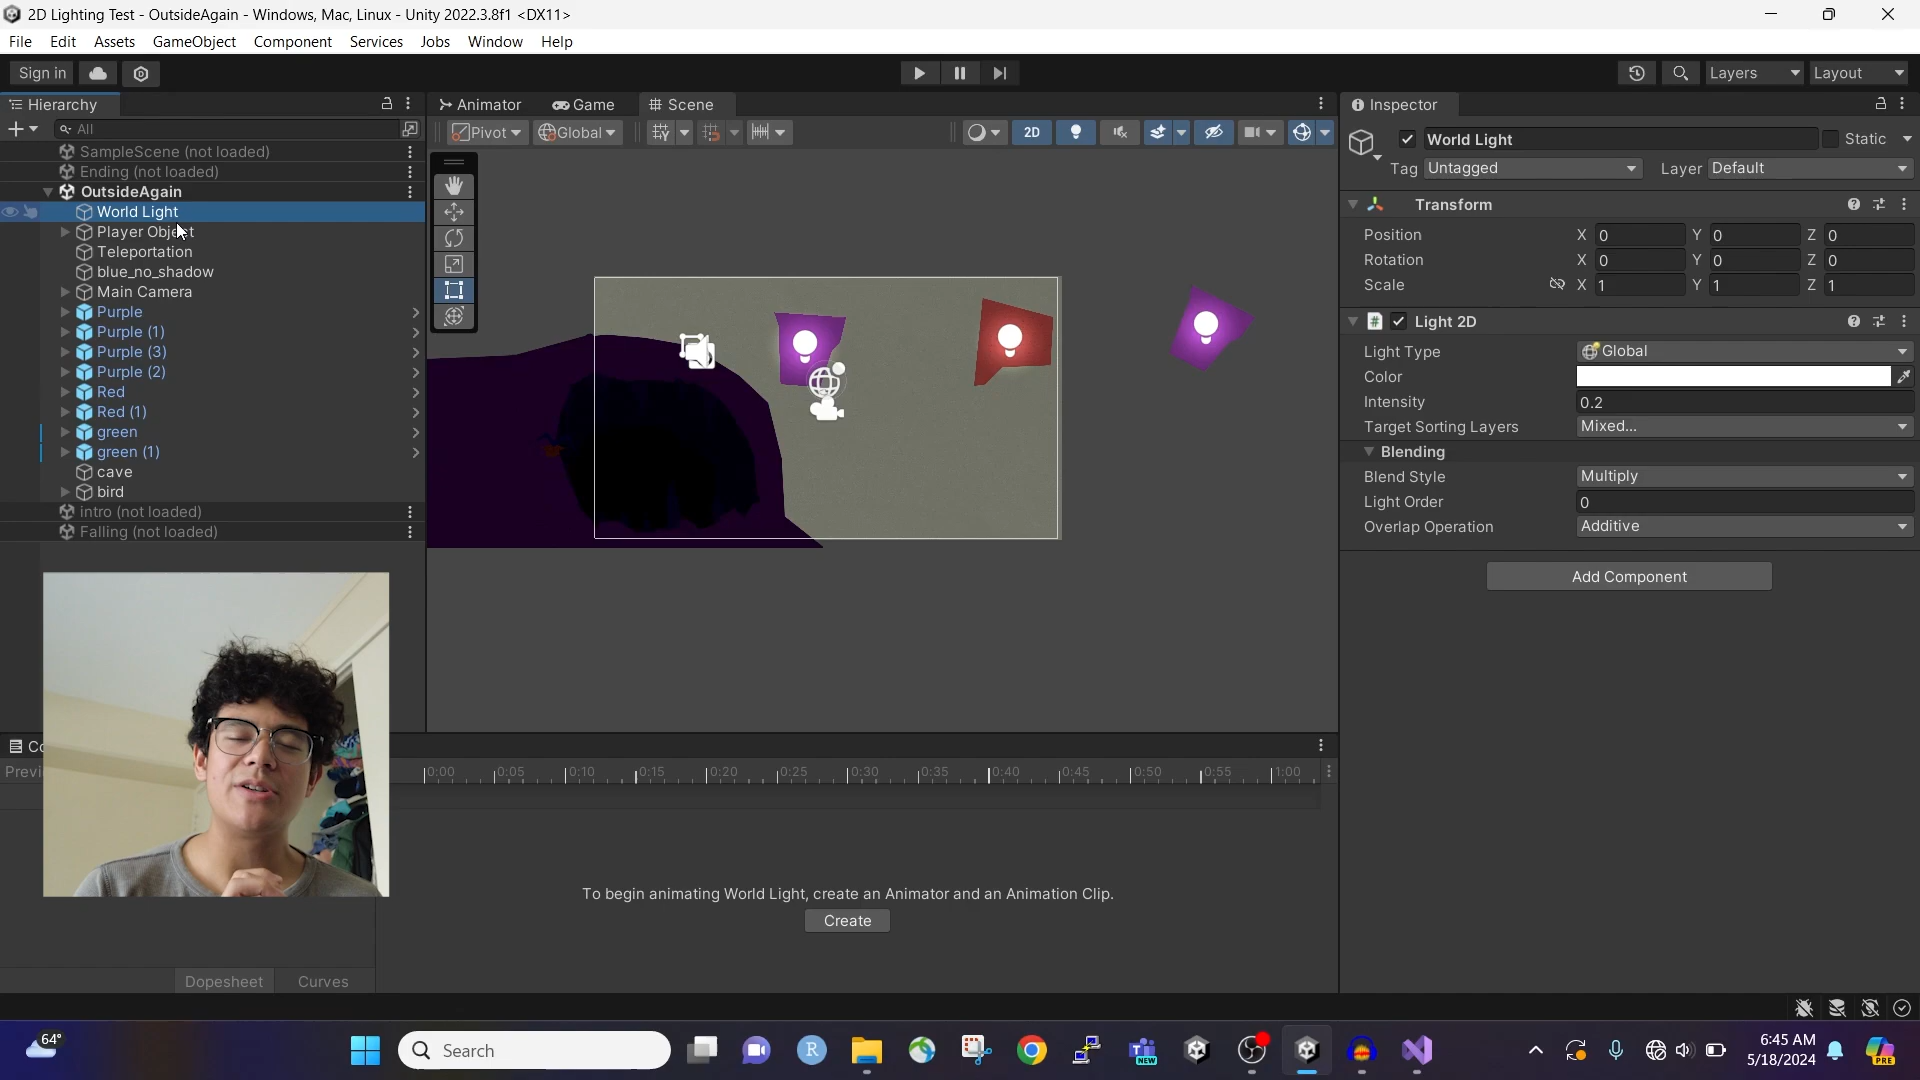 2D Lighting Test - OutsideAgain - Windows, Mac, Linux - Unity 2022.3.8f1 <DX11>
File Edit Assets GameObject Component Services Jobs Window Help
Sign in
Layers Layout
Hierarchy
All
SampleScene (not loaded)
Ending (not loaded)
OutsideAgain
World Light
Player Object
Teleportation
blue_no_shadow
Main Camera
Purple
Purple (1)
Purple (3)
Purple (2)
Red
Red (1)
green
green (1)
cave
bird
intro (not loaded)
Falling (not loaded)
Animator Game Scene
Pivot Global
2D
Inspector
World Light
Static
Tag Untagged Layer Default
Transform
Position X 0 Y 0 Z 0
Rotation X 0 Y 0 Z 0
Scale X 1 Y 1 Z 1
Light 2D
Light Type Global
Color
Intensity 0.2
Target Sorting Layers Mixed...
Blending
Blend Style Multiply
Light Order 0
Overlap Operation Additive
Add Component
0:00 0:05 0:10 0:15 0:20 0:25 0:30 0:35 0:40 0:45 0:50 0:55 1:00
To begin animating World Light, create an Animator and an Animation Clip.
Create
Dopesheet Curves
64°
Search
NEW
6:45 AM
5/18/2024
PRE